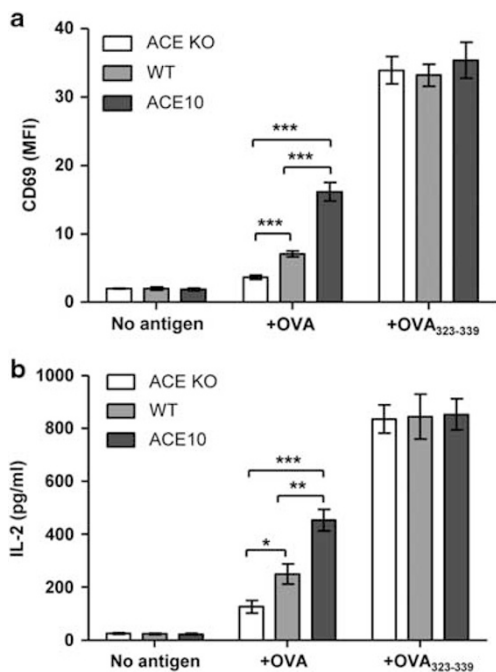 a
ACE KO
WT
ACE10
CD69 (MFI)
40
30
20
10
0
***
***
***
No antigen
+OVA
+OVA323-339
b
ACE KO
WT
ACE10
IL-2 (pg/ml)
1000
800
600
400
200
0
***
**
*
No antigen
+OVA
+OVA323-339